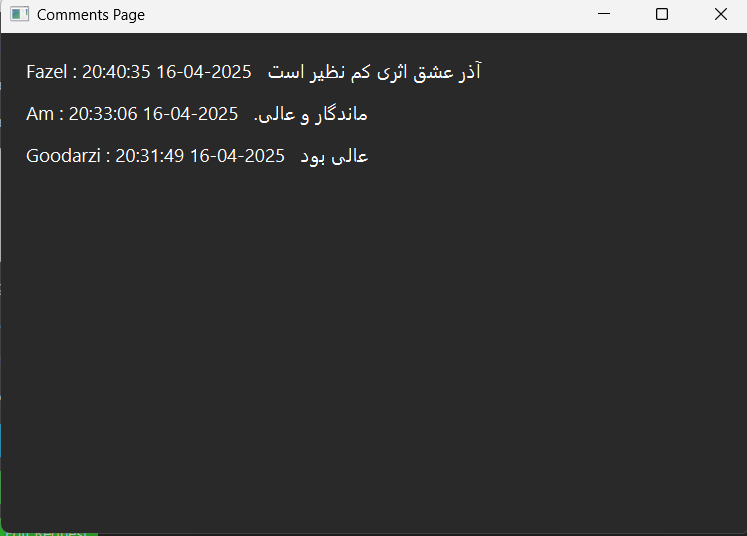 Comments Page
Fazel : 20:40:35 16-04-2025 آذر عشق اثری کم نظیر است
Am : 20:33:06 16-04-2025 ماندگار و عالی.
Goodarzi : 20:31:49 16-04-2025 عالی بود